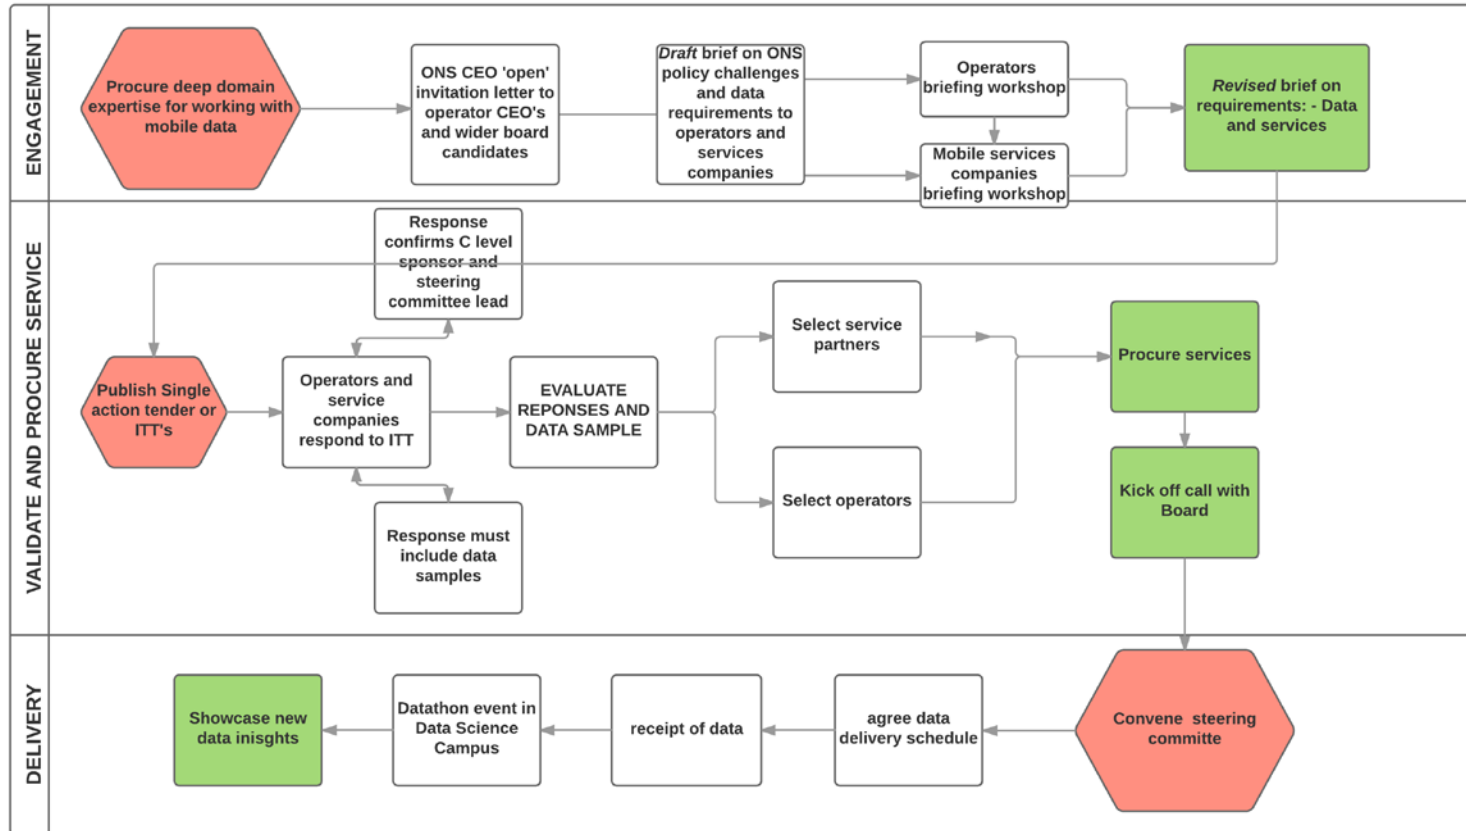 ENGAGEMENT
Procure deep domain
expertise for working with
mobile data
ONS CEO 'open'
invitation letter to
operator CEO's
and wider board
candidates
Draft brief on ONS
policy challenges
and data
requirements to
operators and
services
companies
Operators
briefing workshop
Mobile services
companies
briefing workshop
Revised brief on
requirements: - Data
and services
VALIDATE AND PROCURE SERVICE
Response
confirms C level
sponsor and
steering
committee lead
Publish Single
action tender or
ITT's
Operators and
service
companies
respond to ITT
Response must
include data
samples
EVALUATE
REPONSES AND
DATA SAMPLE
Select service
partners
Select operators
Procure services
Kick off call with
Board
DELIVERY
Convene steering
committe
agree data
delivery schedule
receipt of data
Datathon event in
Data Science
Campus
Showcase new
data inisghts